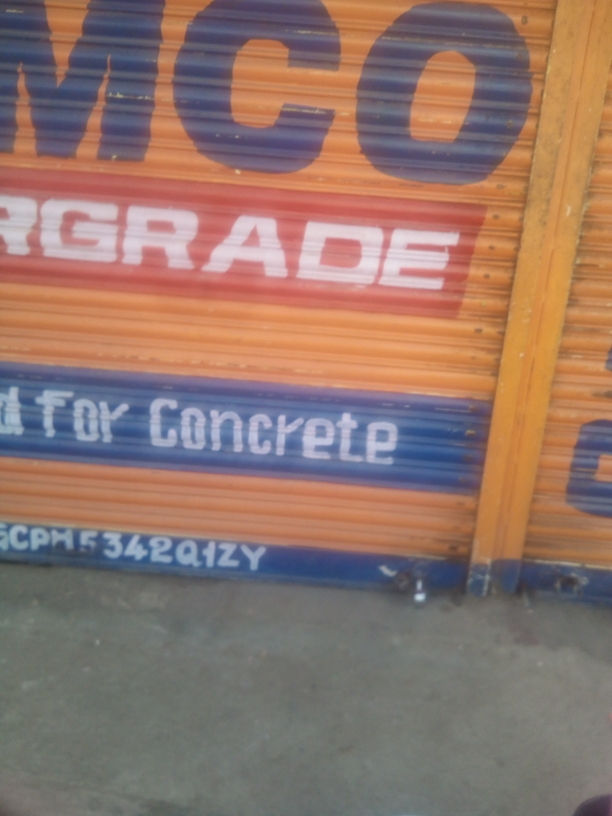 MCO
RGRADE
d for Concrete
GCPM5342Q1ZY